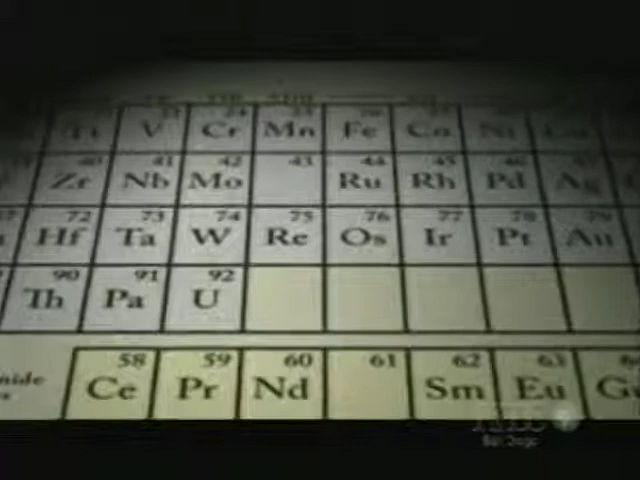 Ti V Cr Mn Fe Co Ni
40 41 42 43 44 45 46
Zr Nb Mo Ru Rh Pd Ag
72 73 74 75 76 77 78 79
Hf Ta W Re Os Ir Pt Au
90 91 92
Th Pa U
58 59 60 61 62 63
Ce Pr Nd Sm Eu